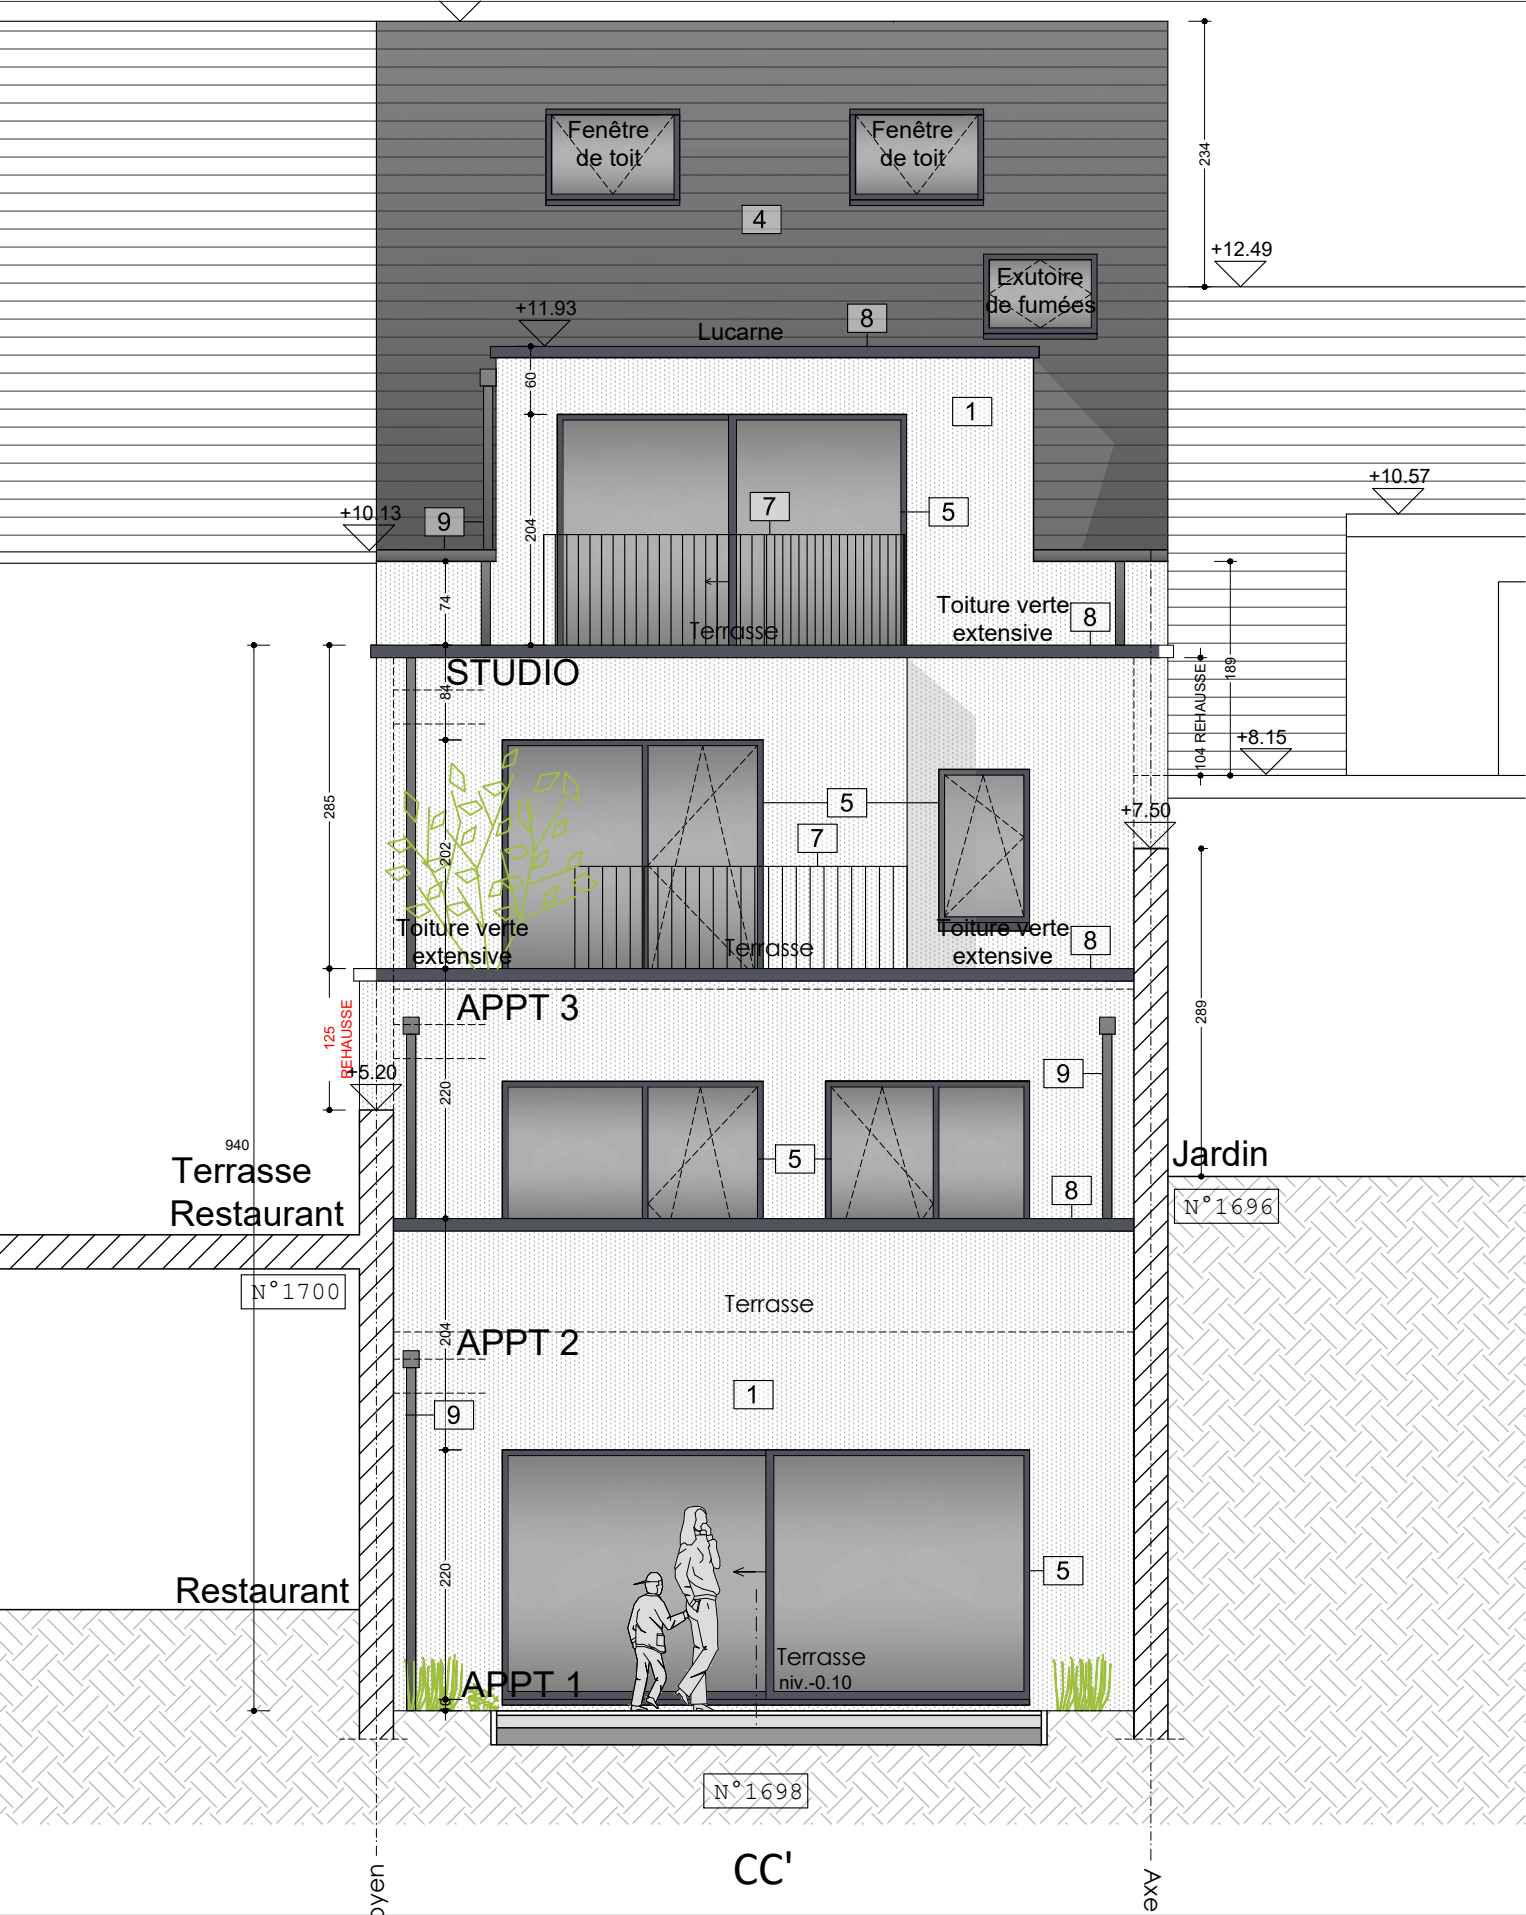 Fenêtre
de toit
Fenêtre
de toit
234
4
+12.49
Exutoire
de fumées
+11.93
Lucarne
8
60
1
+10.57
7
5
+10.13
9
204
74
Toiture verte
extensive
8
Terrasse
STUDIO
84
104 REHAUSSE
189
+8.15
285
5
7
+7.50
202
Toiture verte
extensive
Terrasse
Toiture verte
extensive
8
APPT 3
125
REHAUSSE
289
+5.20
9
220
940
Terrasse
Restaurant
5
Jardin
8
N°1696
N°1700
Terrasse
204
APPT 2
1
9
220
5
Restaurant
Terrasse
niv.-0.10
APPT 1
N°1698
CC'
oyen
Axe